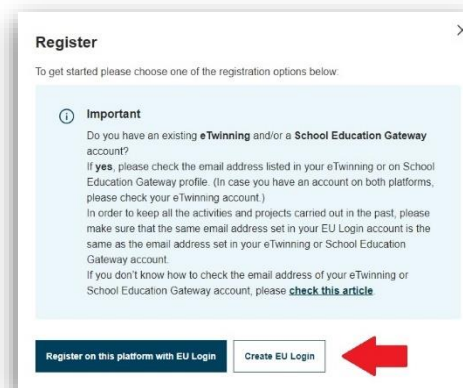 Register
To get started please choose one of the registration options below:
Important
Do you have an existing eTwinning and/or a School Education Gateway
account?
If yes, please check the email address listed in your eTwinning or on School
Education Gateway profile. (In case you have an account on both platforms,
please check your eTwinning account.)
In order to keep all the activities and projects carried out in the past, please
make sure that the same email address set in your EU Login account is the
same as the email address set in your eTwinning or School Education
Gateway account.
If you don't know how to check the email address of your eTwinning or
School Education Gateway account, please check this article.
Register on this platform with EU Login Create EU Login